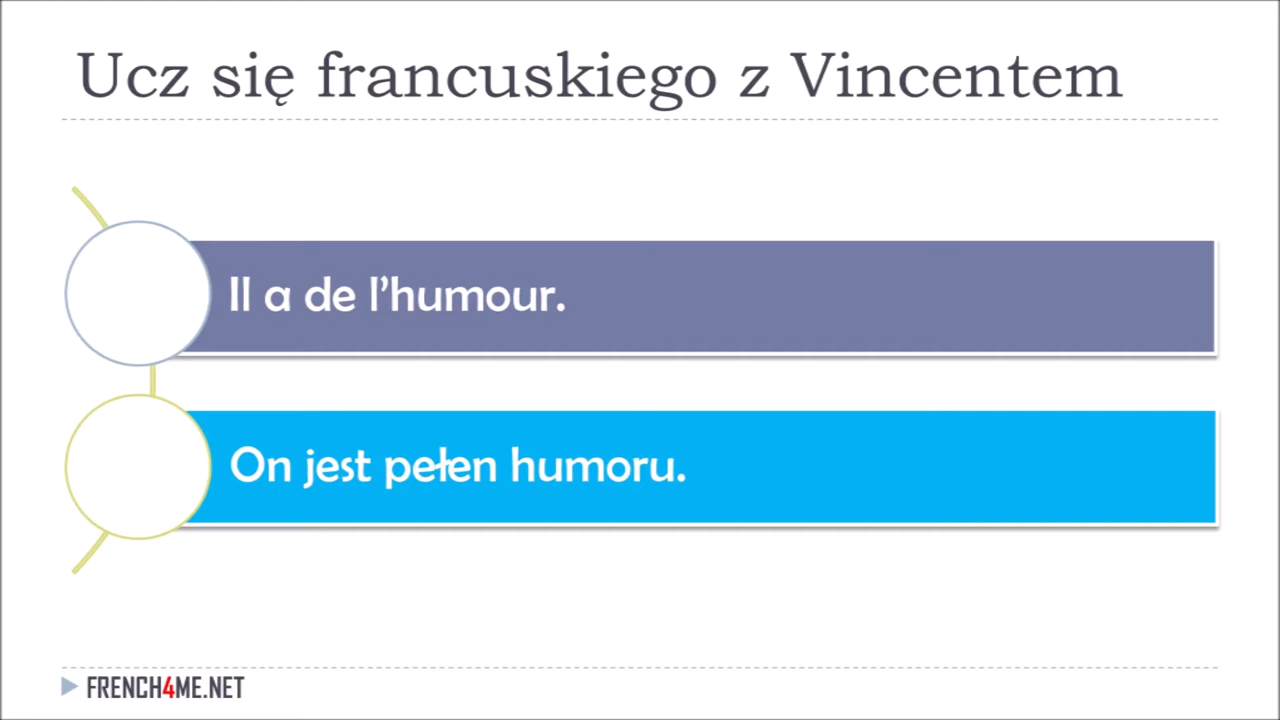 Ucz się francuskiego z Vincentem
Il a de l’humour.
On jest pełen humoru.
FRENCH4ME.NET